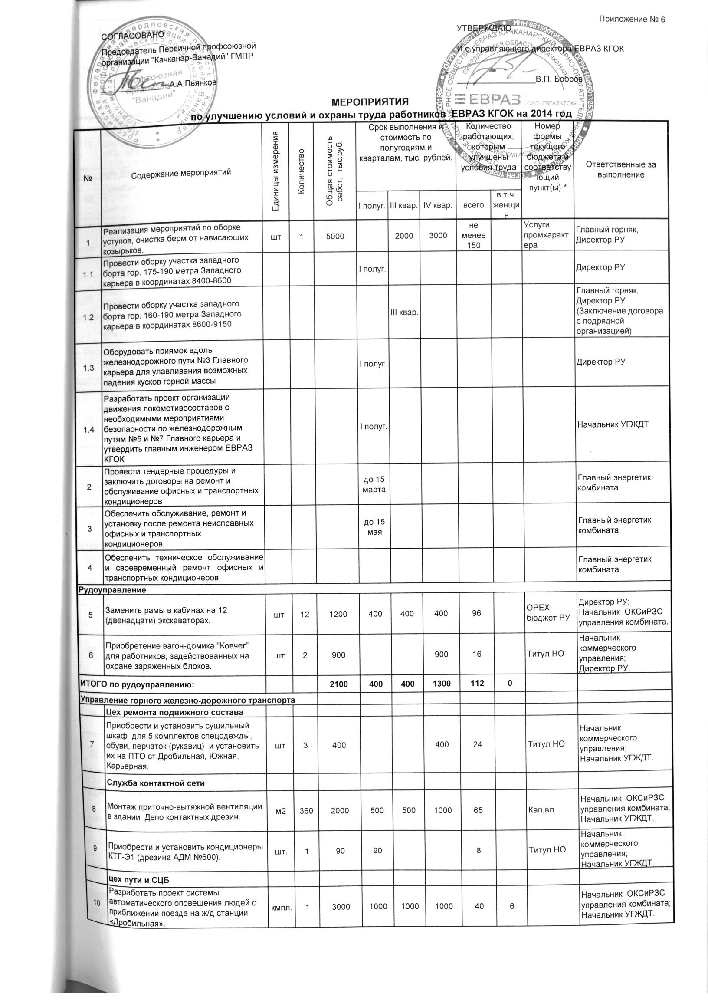 Приложение № 6
СОГЛАСОВАНО
Председатель Первичной профсоюзной
организации "Качканар-Ванадий" ГМПР
А.А.Пьянков
Профсоюзная
организация
"Ванадий"
УТВЕРЖДАЮ
И.о.управляющего директора ЕВРАЗ КГОК
В.П. Бобров
ЕВРАЗ ОАО «ЕВРАЗ КГОК»
МЕРОПРИЯТИЯ
по улучшению условий и охраны труда работников ЕВРАЗ КГОК на 2014 год
№
Содержание мероприятий
Единицы измерения
Количество
Общая стоимость
работ, тыс.руб.
Срок выполнения и
стоимость по
полугодиям и
кварталам, тыс. рублей.
I полуг. III квар. IV квар.
Количество
работающих,
которым
улучшены
условия труда
всего
в т.ч.
женщи
н
Номер
формы
текущего
бюджета и
соответству
ющий
пункт(ы) *
Ответственные за
выполнение
1
Реализация мероприятий по оборке
уступов, очистка берм от нависающих
козырьков.
шт 1 5000 2000 3000
не
менее
150
Услуги
промхаракт
ера
Главный горняк,
Директор РУ.
1.1
Провести оборку участка западного
борта гор. 175-190 метра Западного
карьера в координатах 8400-8600
I полуг.
Директор РУ
1.2
Провести оборку участка западного
борта гор. 160-190 метра Западного
карьера в координатах 8600-9150
III квар.
Главный горняк,
Директор РУ
(Заключение договора
с подрядной
организацией)
1.3
Оборудовать приямок вдоль
железнодорожного пути №3 Главного
карьера для улавливания возможных
падения кусков горной массы
I полуг.
Директор РУ
1.4
Разработать проект организации
движения локомотивосоставов с
необходимыми мероприятиями
безопасности по железнодорожным
путям №5 и №7 Главного карьера и
утвердить главным инженером ЕВРАЗ
КГОК
I полуг.
Начальник УГЖДТ
2
Провести тендерные процедуры и
заключить договоры на ремонт и
обслуживание офисных и транспортных
кондиционеров
до 15
марта
Главный энергетик
комбината
3
Обеспечить обслуживание, ремонт и
установку после ремонта неисправных
офисных и транспортных
кондиционеров.
до 15
мая
Главный энергетик
комбината
4
Обеспечить техническое обслуживание
и своевременный ремонт офисных и
транспортных кондиционеров.
Главный энергетик
комбината
Рудоуправление
5
Заменить рамы в кабинах на 12
(двенадцати) экскаваторах.
шт 12 1200 400 400 400 96
ОРЕХ
бюджет РУ
Директор РУ;
Начальник ОКСиРЗС
управления комбината.
6
Приобретение вагон-домика "Ковчег"
для работников, задействованных на
охране заряженных блоков.
шт 2 900 900 16 Титул НО
Начальник
коммерческого
управления;
Директор РУ.
ИТОГО по рудоуправлению: 2100 400 400 1300 112 0
Управление горного железно-дорожного транспорта
Цех ремонта подвижного состава
7
Приобрести и установить сушильный
шкаф для 5 комплектов спецодежды,
обуви, перчаток (рукавиц) и установить
их на ПТО ст.Дробильная, Южная,
Карьерная.
шт 3 400 400 24 Титул НО
Начальник
коммерческого
управления;
Начальник УГЖДТ.
Служба контактной сети
8
Монтаж приточно-вытяжной вентиляции
в здании Депо контактных дрезин.
м2 360 2000 500 500 1000 65 Кап.вл
Начальник ОКСиРЗС
управления комбината;
Начальник УГЖДТ.
9
Приобрести и установить кондиционеры
КТГ-Э1 (дрезина АДМ №600).
шт. 1 90 90 8 Титул НО
Начальник
коммерческого
управления;
Начальник УГЖДТ.
цех пути и СЦБ
10
Разработать проект системы
автоматического оповещения людей о
приближении поезда на ж/д станции
«Дробильная».
кмпл. 1 3000 1000 1000 1000 40 6
Начальник ОКСиРЗС
управления комбината;
Начальник УГЖДТ.